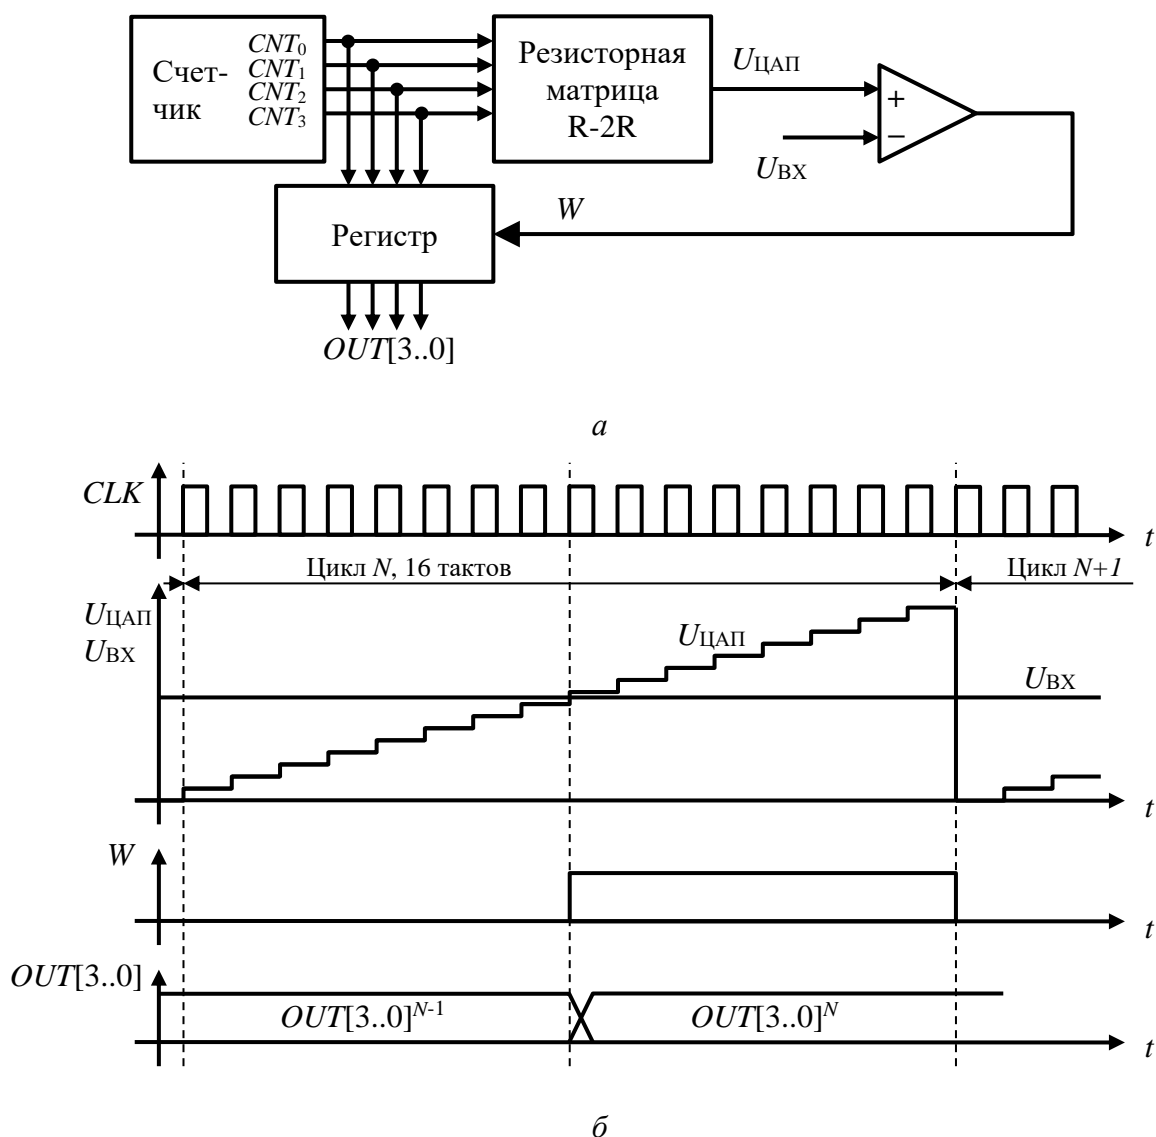 Счет-
чик
CNT₀
CNT₁
CNT₂
CNT₃
Резисторная
матрица
R-2R
UЦАП
+
−
UВХ
Регистр
W
OUT[3..0]
а
CLK
t
Цикл N, 16 тактов
Цикл N+1
UЦАП
UВХ
UЦАП
UВХ
t
W
t
OUT[3..0]
OUT[3..0]ᴺ⁻¹
OUT[3..0]ᴺ
t
б